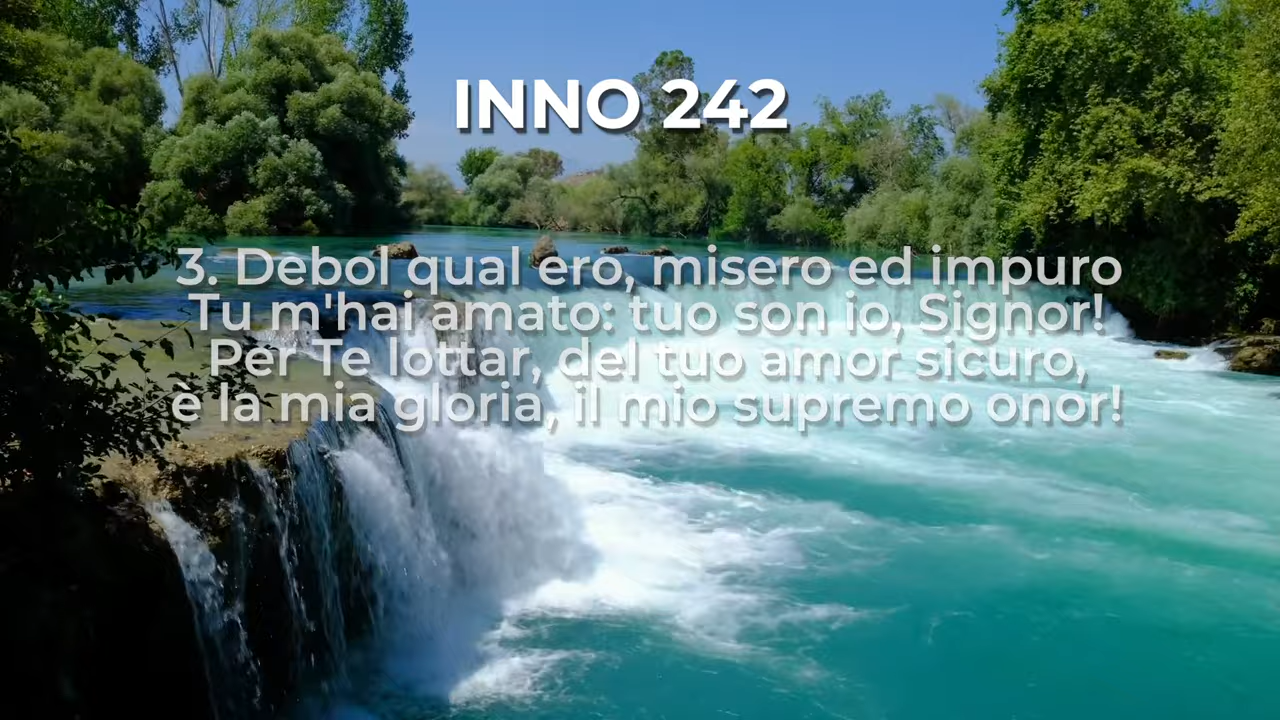 INNO 242
3. Debol qual ero, misero ed impuro
Tu m'hai amato: tuo son io, Signor!
Per Te lottar, del tuo amor sicuro,
è la mia gloria, il mio supremo onor!